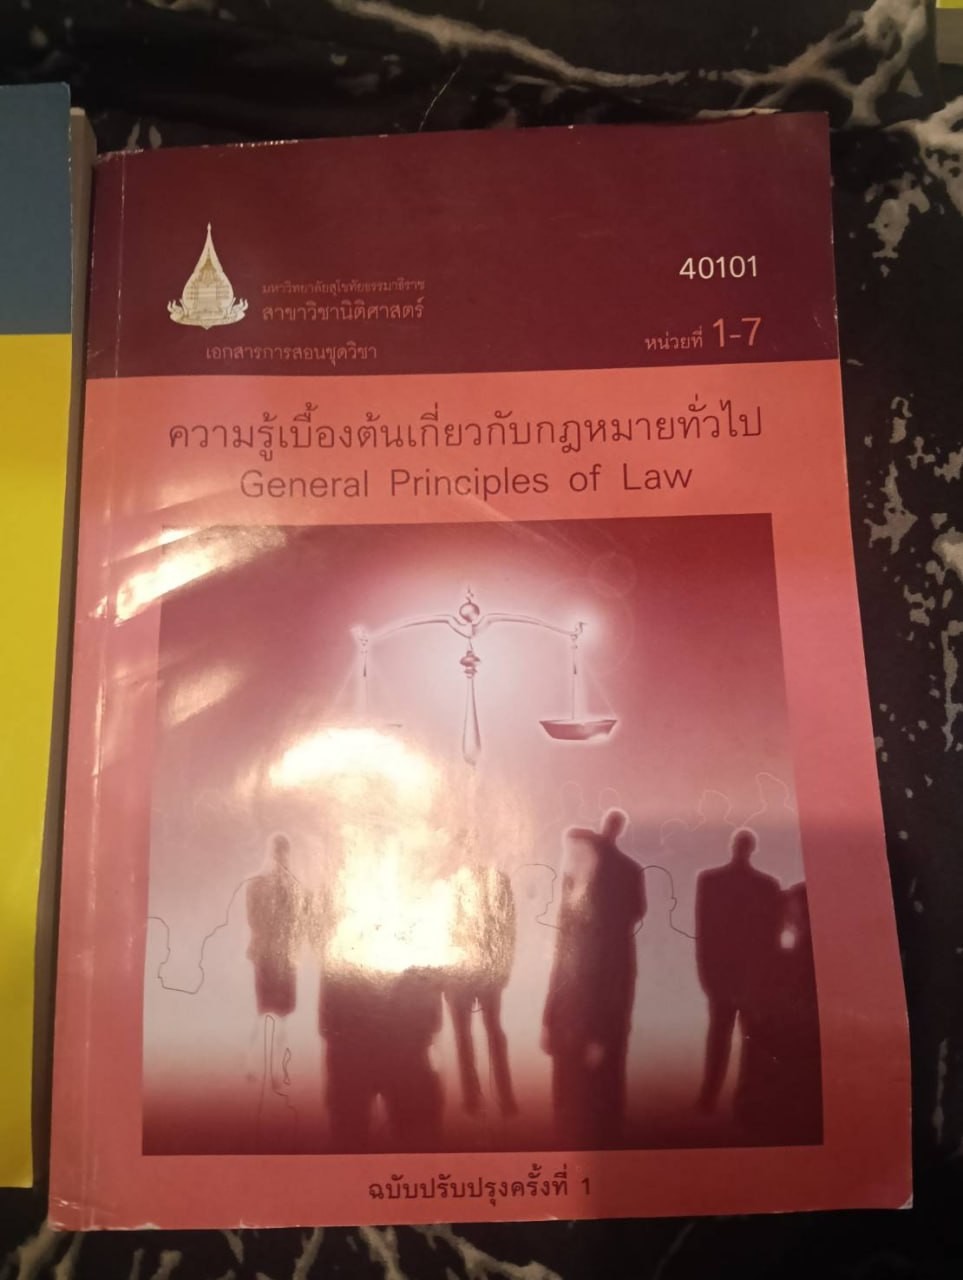 มหาวิทยาลัยสุโขทัยธรรมาธิราช
สาขาวิชานิติศาสตร์
เอกสารการสอนชุดวิชา
40101
หน่วยที่ 1-7
ความรู้เบื้องต้นเกี่ยวกับกฎหมายทั่วไป
General Principles of Law
ฉบับปรับปรุงครั้งที่ 1